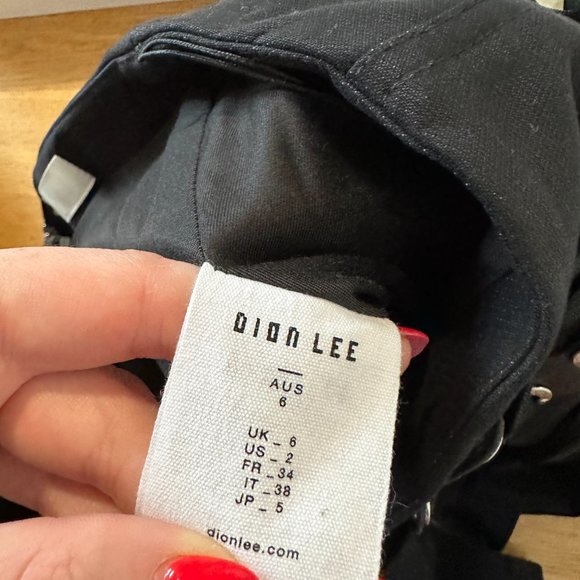 DION LEE
—
AUS
6
UK _ 6
US _ 2
FR _ 34
IT _ 38
JP _ 5
dionlee.com